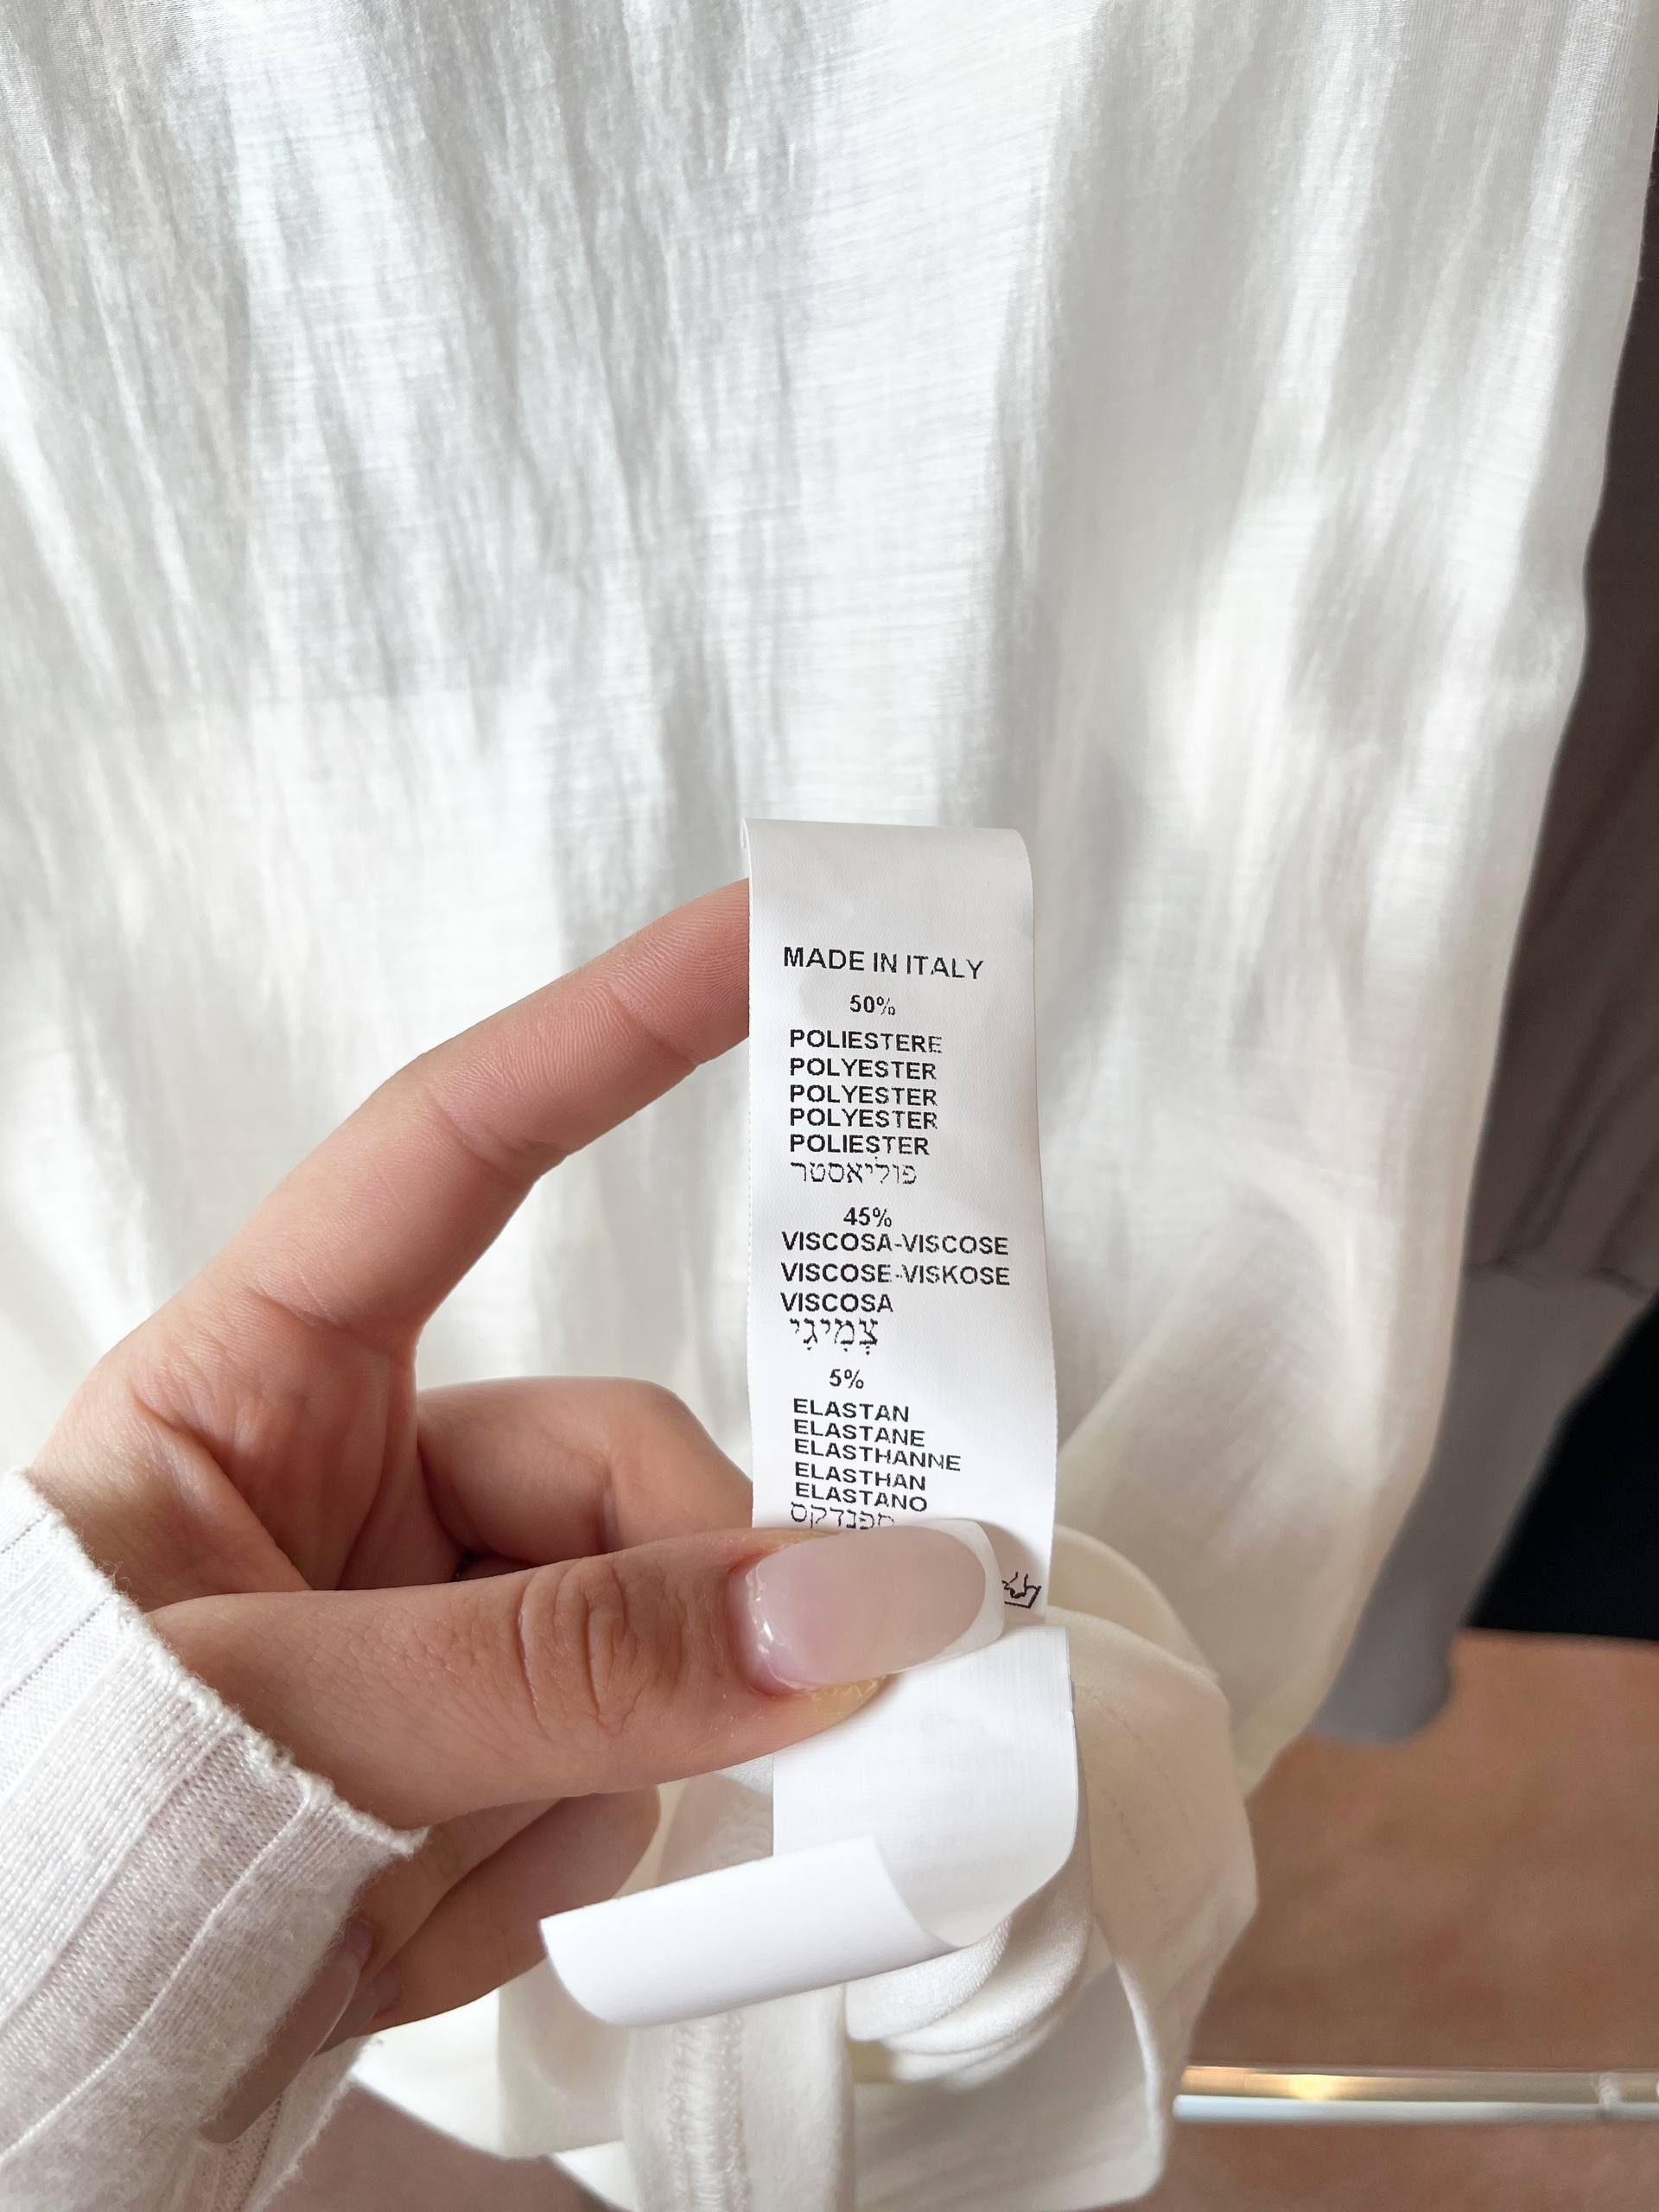 MADE IN ITALY
50%
POLIESTERE
POLYESTER
POLYESTER
POLYESTER
POLIESTER
פוליאסטר
45%
VISCOSA-VISCOSE
VISCOSE-VISKOSE
VISCOSA
צְמִיגָי
5%
ELASTAN
ELASTANE
ELASTHANNE
ELASTHAN
ELASTANO